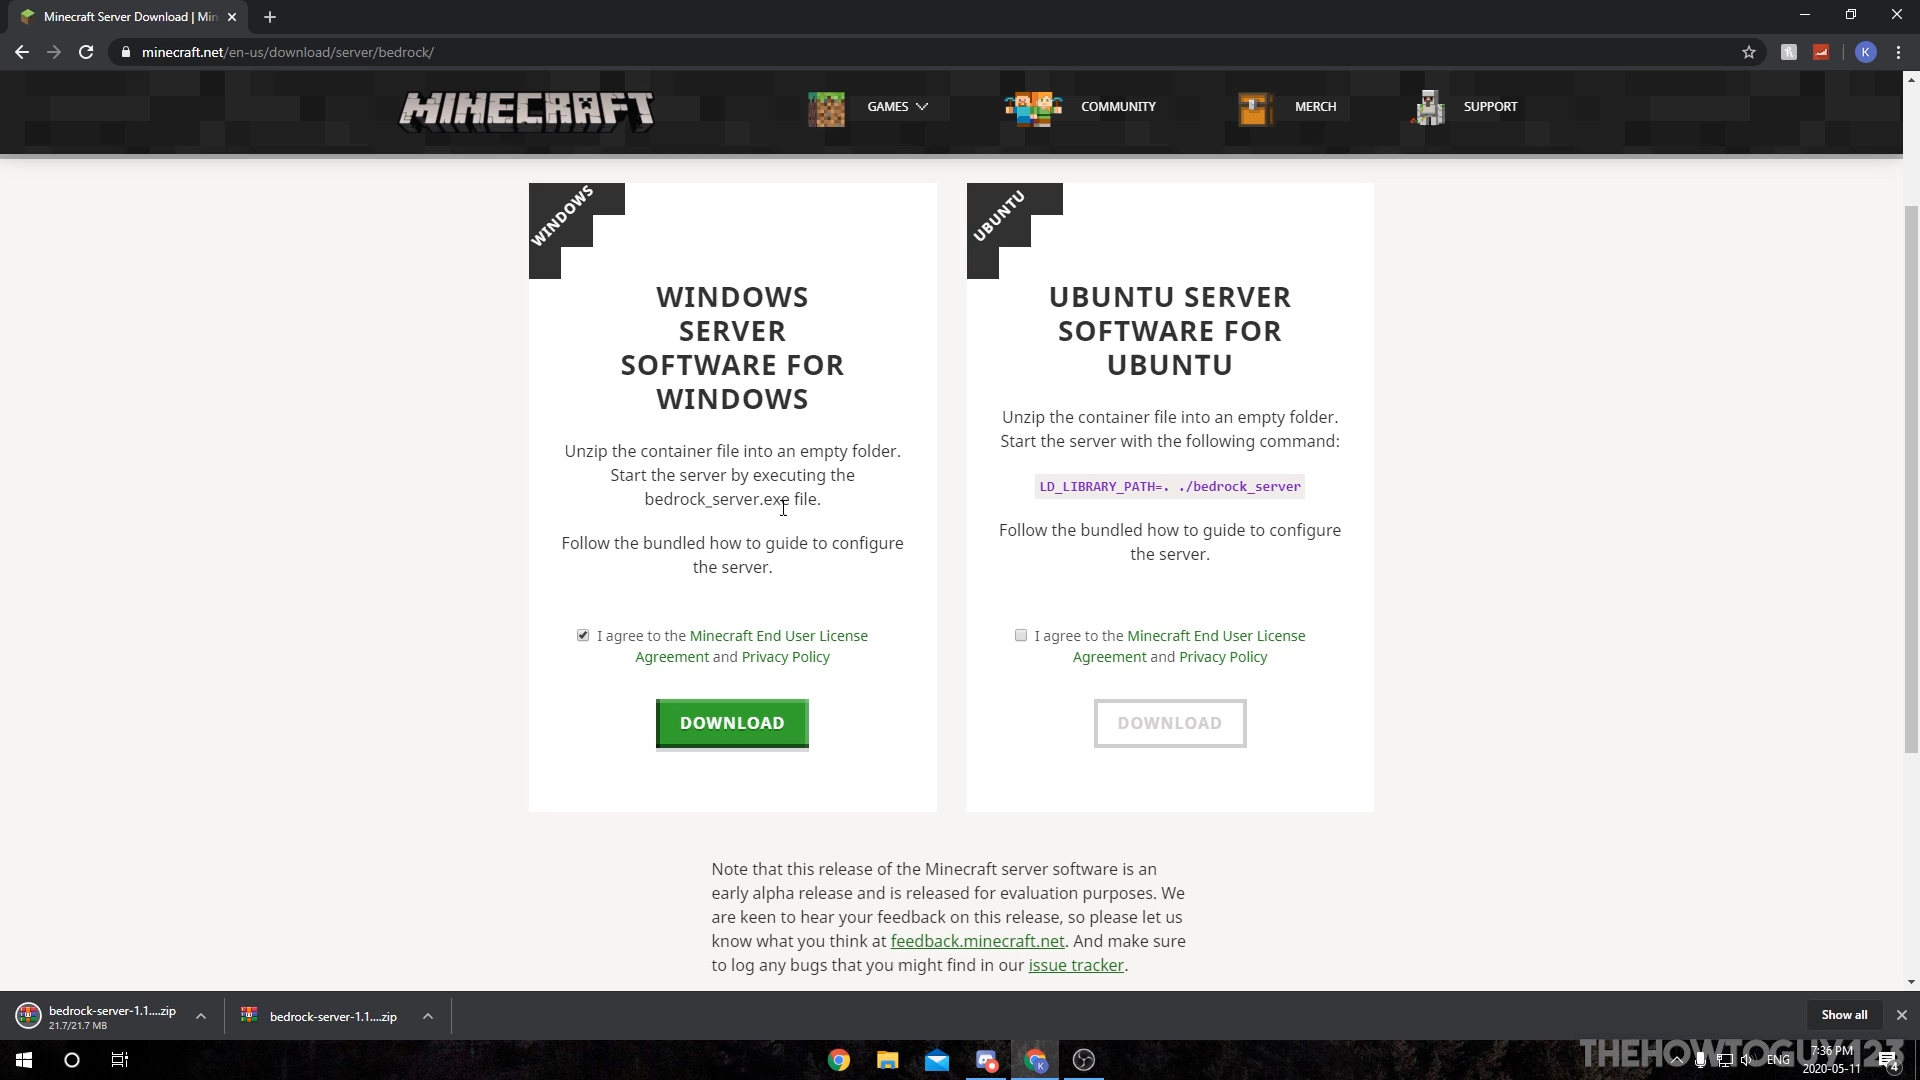 Minecraft Server Download | Min
minecraft.net/en-us/download/server/bedrock/
K
MINECRAFT
GAMES
COMMUNITY
MERCH
SUPPORT
WINDOWS
WINDOWS
SERVER
SOFTWARE FOR
WINDOWS
Unzip the container file into an empty folder.
Start the server by executing the
bedrock_server.exe file.
Follow the bundled how to guide to configure
the server.
I agree to the Minecraft End User License
Agreement and Privacy Policy
DOWNLOAD
UBUNTU
UBUNTU SERVER
SOFTWARE FOR
UBUNTU
Unzip the container file into an empty folder.
Start the server with the following command:
LD_LIBRARY_PATH=. ./bedrock_server
Follow the bundled how to guide to configure
the server.
I agree to the Minecraft End User License
Agreement and Privacy Policy
DOWNLOAD
Note that this release of the Minecraft server software is an
early alpha release and is released for evaluation purposes. We
are keen to hear your feedback on this release, so please let us
know what you think at feedback.minecraft.net. And make sure
to log any bugs that you might find in our issue tracker.
bedrock-server-1.1....zip
21.7/21.7 MB
bedrock-server-1.1....zip
Show all
THEHOWTOGUY123
ENG
7:36 PM
2020-05-11
4